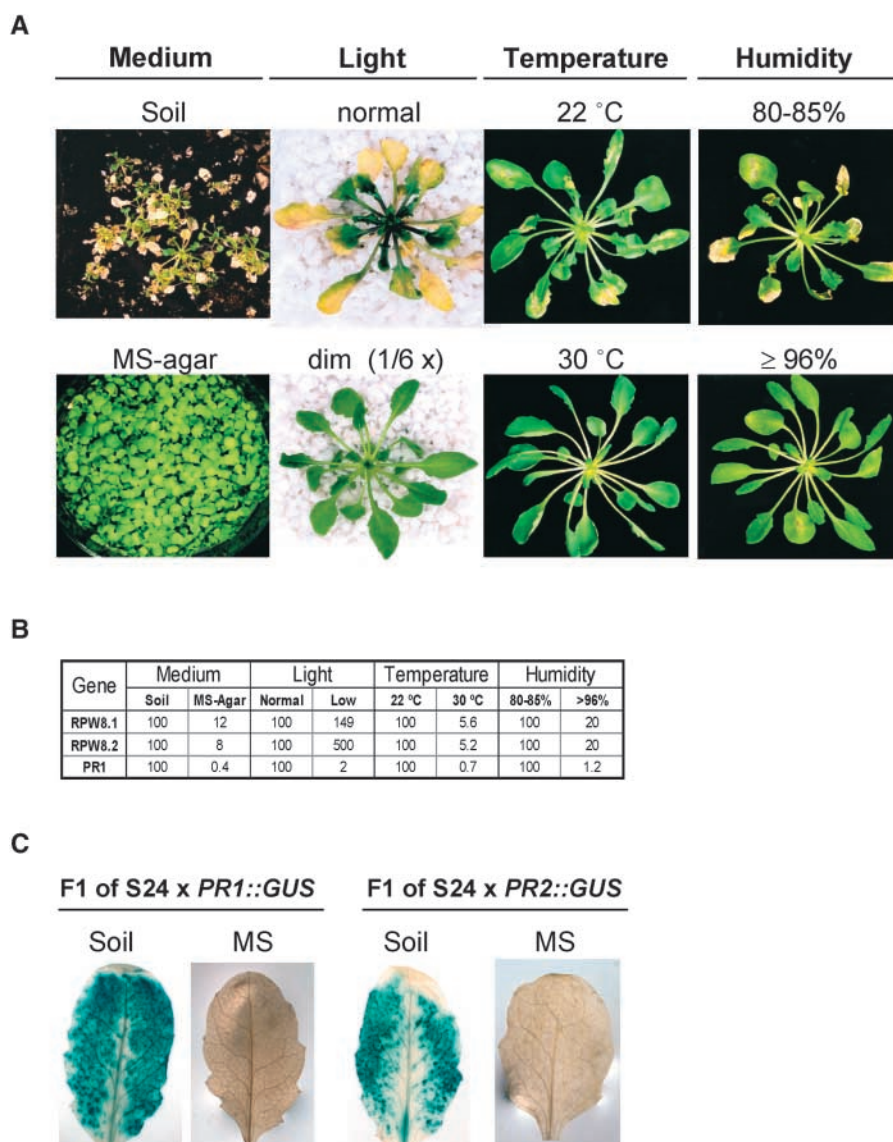 A
Medium Light Temperature Humidity
Soil normal 22 °C 80-85%
MS-agar dim (1/6 x) 30 °C ≥ 96%
B
Gene Medium Light Temperature Humidity
Soil MS-Agar Normal Low 22 ºC 30 ºC 80-85% >96%
RPW8.1 100 12 100 149 100 5.6 100 20
RPW8.2 100 8 100 500 100 5.2 100 20
PR1 100 0.4 100 2 100 0.7 100 1.2
C
F1 of S24 x PR1::GUS F1 of S24 x PR2::GUS
Soil MS Soil MS